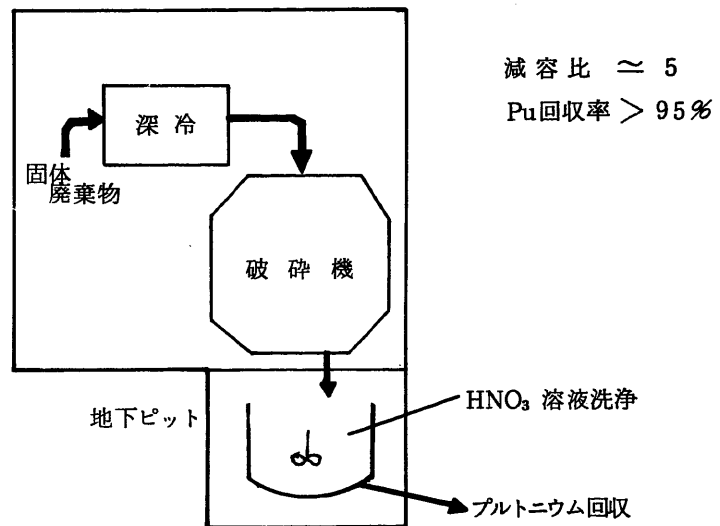 減容比 ≃ 5
Pu回収率 > 95%
深冷
固体
廃棄物
破砕機
地下ピット
HNO₃ 溶液洗浄
プルトニウム回収